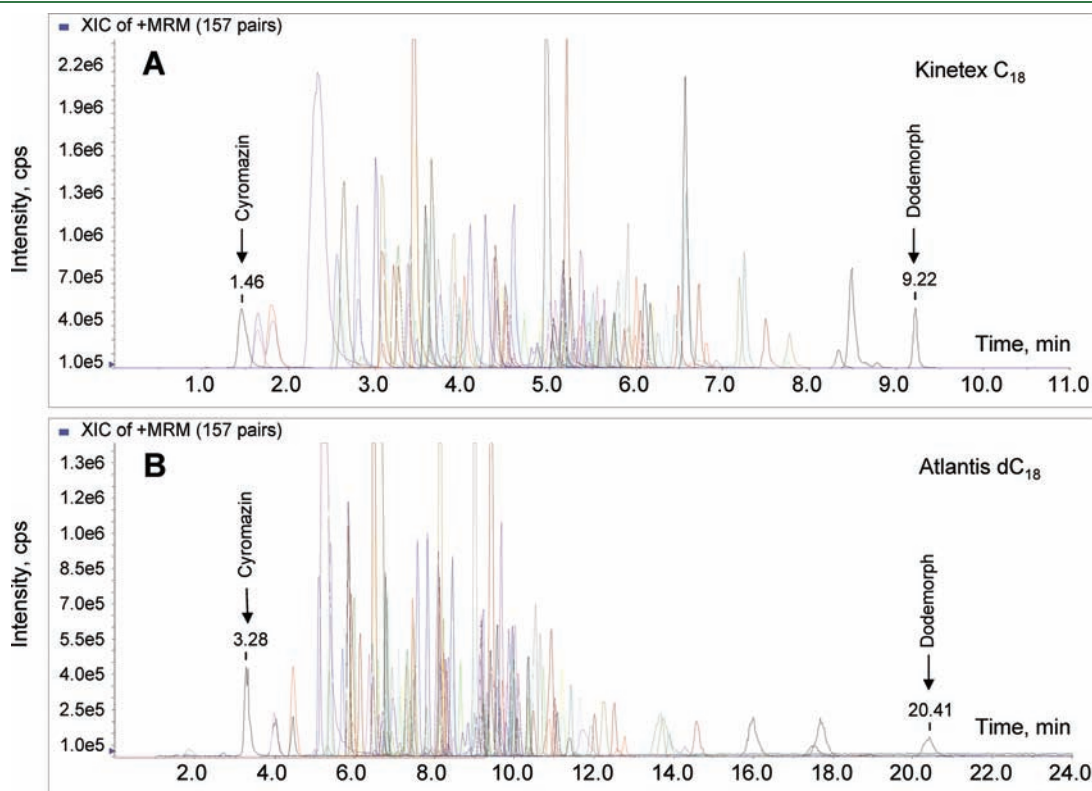 XIC of +MRM (157 pairs)
A
Kinetex C₁₈
Intensity, cps
2.2e6
1.9e6
1.6e6
1.3e6
1.0e6
7.0e5
4.0e5
1.0e5
Cyromazin
1.46
Dodemorph
9.22
Time, min
1.0 2.0 3.0 4.0 5.0 6.0 7.0 8.0 9.0 10.0 11.0
XIC of +MRM (157 pairs)
B
Atlantis dC₁₈
Intensity, cps
1.3e6
1.2e6
1.0e6
8.5e5
7.0e5
5.5e5
4.0e5
2.5e5
1.0e5
Cyromazin
3.28
Dodemorph
20.41
Time, min
2.0 4.0 6.0 8.0 10.0 12.0 14.0 16.0 18.0 20.0 22.0 24.0